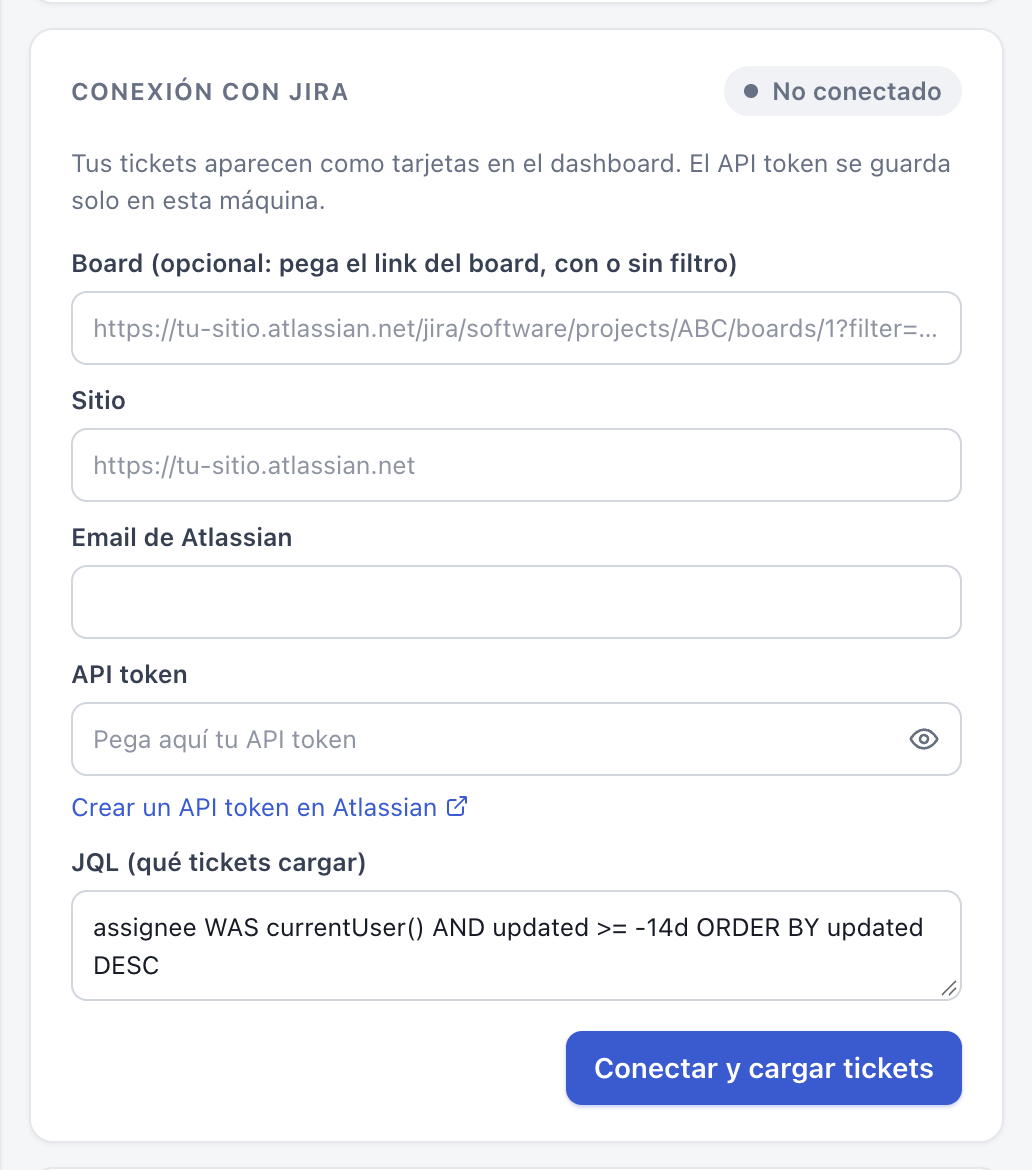 CONEXIÓN CON JIRA
No conectado
Tus tickets aparecen como tarjetas en el dashboard. El API token se guarda
solo en esta máquina.
Board (opcional: pega el link del board, con o sin filtro)
https://tu-sitio.atlassian.net/jira/software/projects/ABC/boards/1?filter=...
Sitio
https://tu-sitio.atlassian.net
Email de Atlassian
API token
Pega aquí tu API token
Crear un API token en Atlassian
JQL (qué tickets cargar)
assignee WAS currentUser() AND updated >= -14d ORDER BY updated
DESC
Conectar y cargar tickets